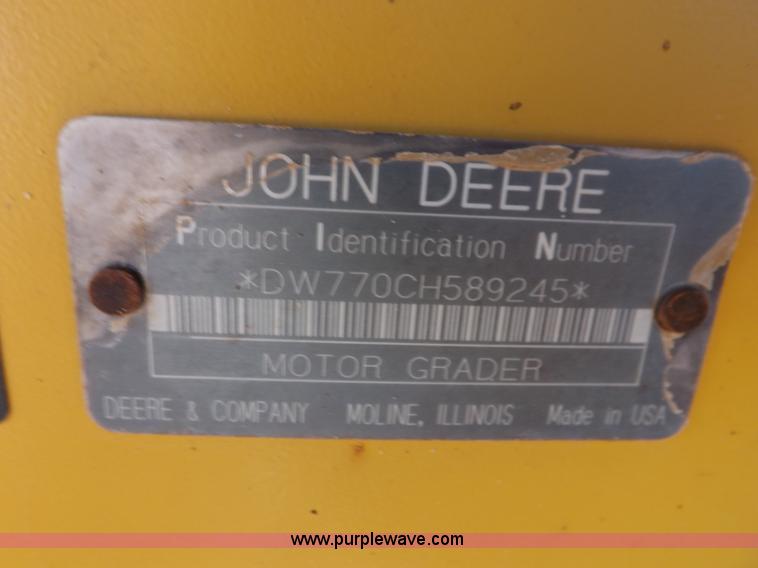 JOHN DEERE
Product Identification Number
*DW770CH589245*
MOTOR GRADER
DEERE & COMPANY MOLINE, ILLINOIS Made in USA
www.purplewave.com